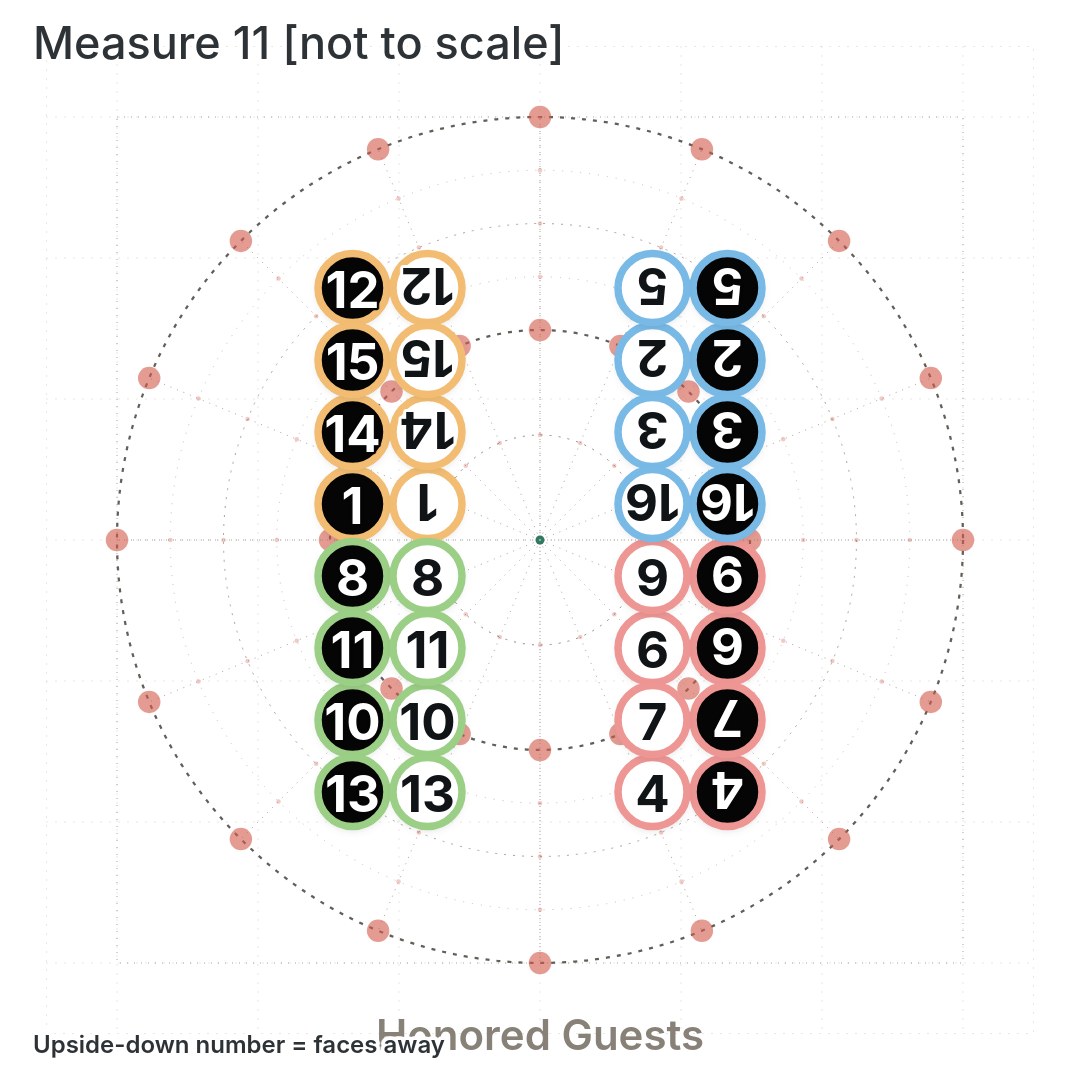 Measure 11 [not to scale]
12 12 5 5
15 15 2 2
14 14 3 3
1 1 16 16
8 8 9 9
11 11 6 6
10 10 7 7
13 13 4 4
Honored Guests
Upside-down number = faces away